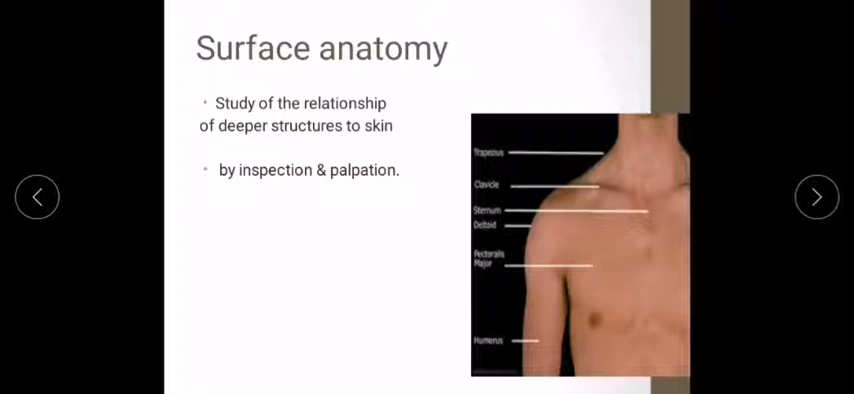 Surface anatomy
• Study of the relationship
of deeper structures to skin
• by inspection & palpation.
Trapezius
Clavicle
Sternum
Deltoid
Pectoralis
Major
Humerus